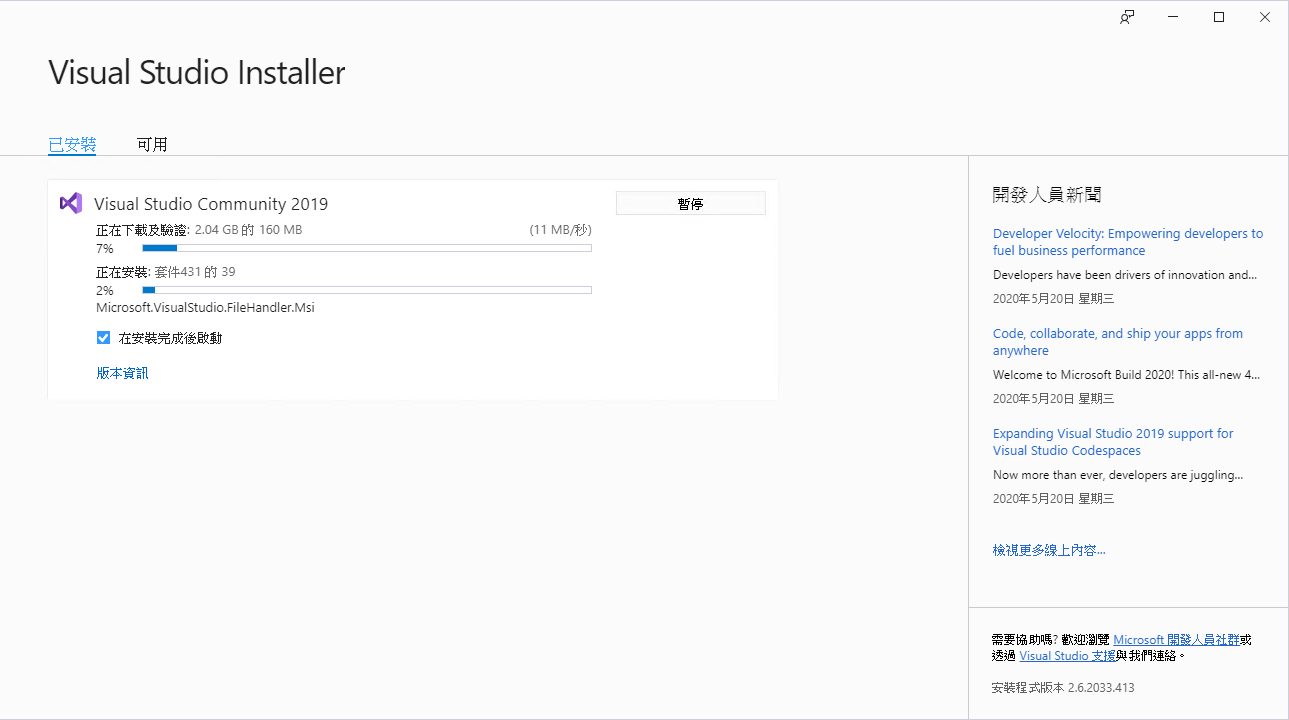 Visual Studio Installer
已安裝 可用
Visual Studio Community 2019
暫停
正在下載及驗證: 2.04 GB 的 160 MB (11 MB/秒)
7%
正在安裝: 套件431 的 39
2%
Microsoft.VisualStudio.FileHandler.Msi
在安裝完成後啟動
版本資訊
開發人員新聞
Developer Velocity: Empowering developers to
fuel business performance
Developers have been drivers of innovation and...
2020年5月20日 星期三
Code, collaborate, and ship your apps from
anywhere
Welcome to Microsoft Build 2020! This all-new 4...
2020年5月20日 星期三
Expanding Visual Studio 2019 support for
Visual Studio Codespaces
Now more than ever, developers are juggling...
2020年5月20日 星期三
檢視更多線上內容...
需要協助嗎? 歡迎瀏覽 Microsoft 開發人員社群或
透過 Visual Studio 支援與我們連絡。
安裝程式版本 2.6.2033.413